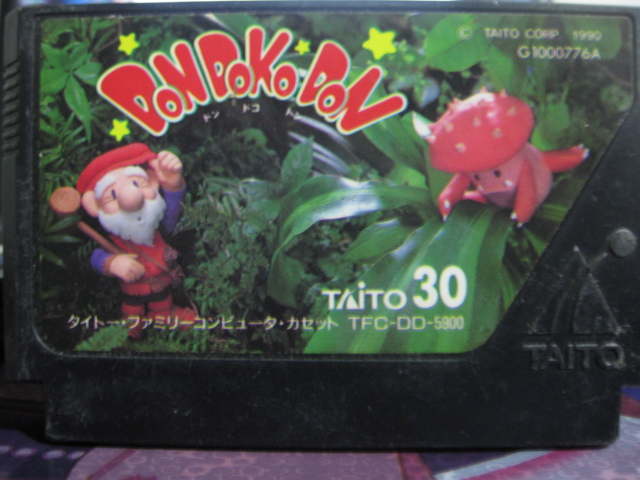 © TAITO CORP. 1990
G1000776A
DON DOKO DON
ドン ドコ ドン
TAITO 30
タイトー・ファミリーコンピュータ・カセット TFC-DD-5900
TAITO